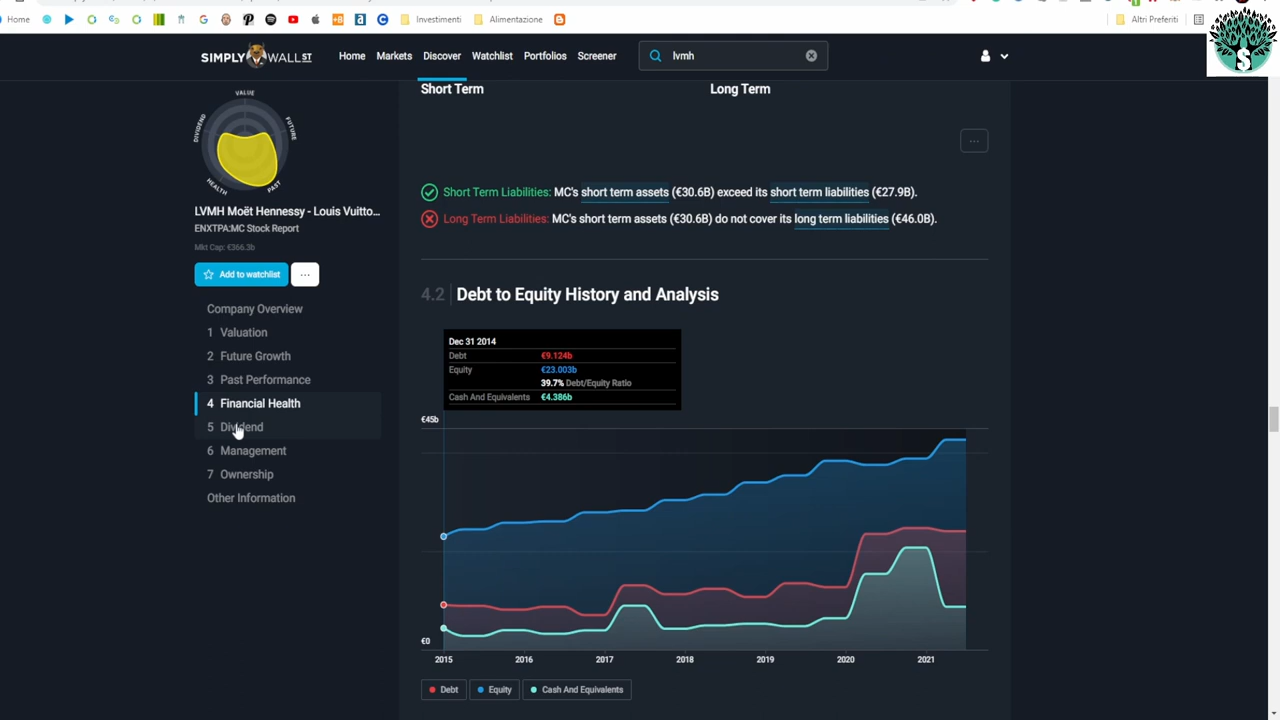 Home
Investimenti
Alimentazione
Altri Preferiti
SIMPLY WALL ST
Home Markets Discover Watchlist Portfolios Screener
lvmh
$
VALUE
FUTURE
PAST
HEALTH
DIVIDEND
LVMH Moët Hennessy - Louis Vuitto...
ENXTPA:MC Stock Report
Mkt Cap: €366.3b
Add to watchlist
...
Company Overview
1 Valuation
2 Future Growth
3 Past Performance
4 Financial Health
5 Dividend
6 Management
7 Ownership
Other Information
Short Term
Long Term
...
Short Term Liabilities: MC's short term assets (€30.6B) exceed its short term liabilities (€27.9B).
Long Term Liabilities: MC's short term assets (€30.6B) do not cover its long term liabilities (€46.0B).
4.2 Debt to Equity History and Analysis
Dec 31 2014
Debt €9.124b
Equity €23.003b
39.7% Debt/Equity Ratio
Cash And Equivalents €4.386b
€45b
€0
2015 2016 2017 2018 2019 2020 2021
Debt Equity Cash And Equivalents